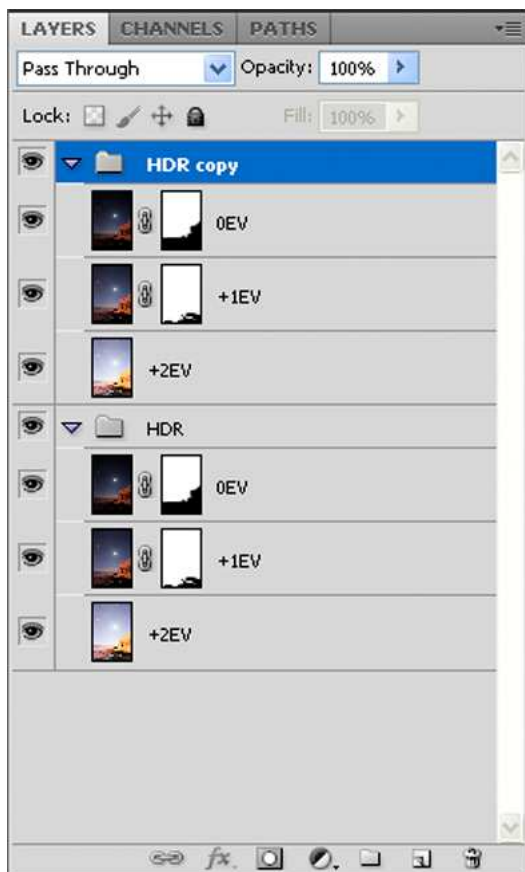 LAYERS CHANNELS PATHS
Pass Through Opacity: 100%
Lock: Fill: 100%
HDR copy
0EV
+1EV
+2EV
HDR
0EV
+1EV
+2EV
fx.